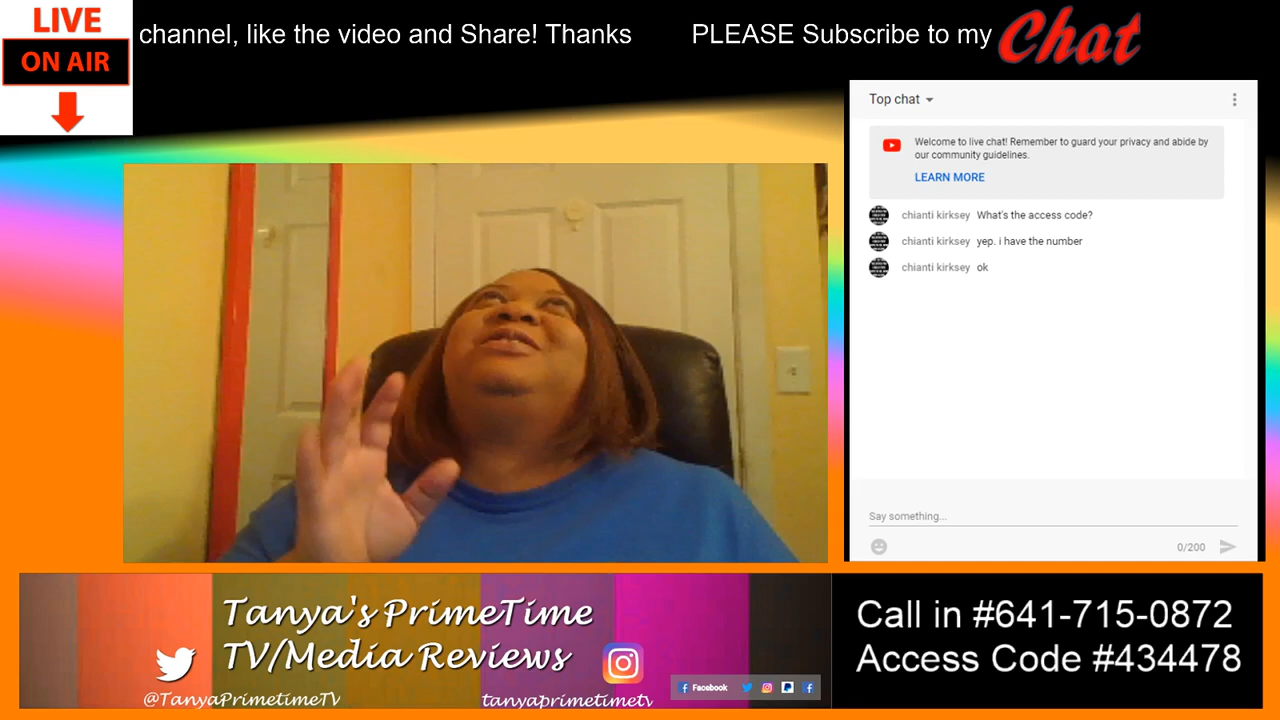 LIVE
ON AIR
channel, like the video and Share! Thanks
PLEASE Subscribe to my
Chat
Top chat
Welcome to live chat! Remember to guard your privacy and abide by
our community guidelines.
LEARN MORE
chianti kirksey What's the access code?
chianti kirksey yep. i have the number
chianti kirksey ok
Say something...
0/200
Tanya's PrimeTime
TV/Media Reviews
@TanyaPrimetimeTV
tanyaprimetimetv
Facebook
Call in #641-715-0872
Access Code #434478